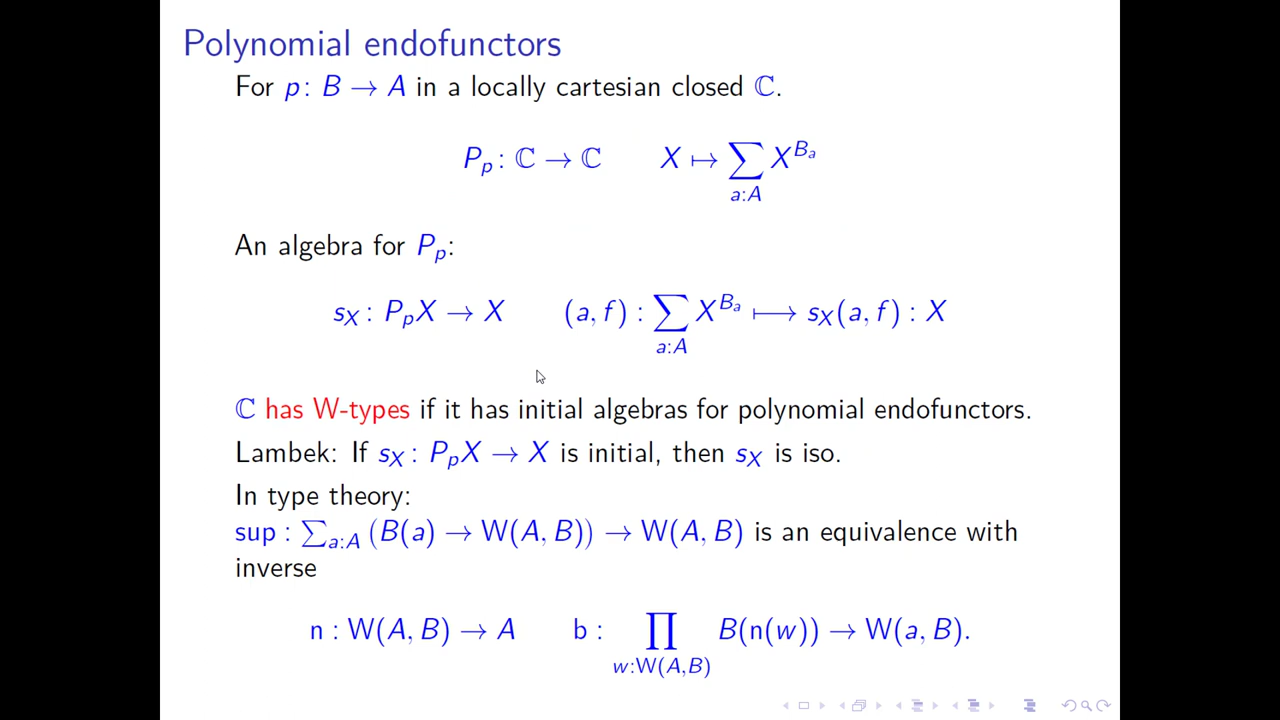 Polynomial endofunctors
For p: B → A in a locally cartesian closed ℂ.
P_p: ℂ → ℂ X ↦ ∑_{a:A} X^{B_a}
An algebra for P_p:
s_X: P_pX → X (a, f) : ∑_{a:A} X^{B_a} ⟼ s_X(a, f) : X
ℂ has W-types if it has initial algebras for polynomial endofunctors.
Lambek: If s_X: P_pX → X is initial, then s_X is iso.
In type theory:
sup : ∑_{a:A} (B(a) → W(A, B)) → W(A, B) is an equivalence with
inverse
n : W(A, B) → A b : ∏_{w:W(A,B)} B(n(w)) → W(a, B).